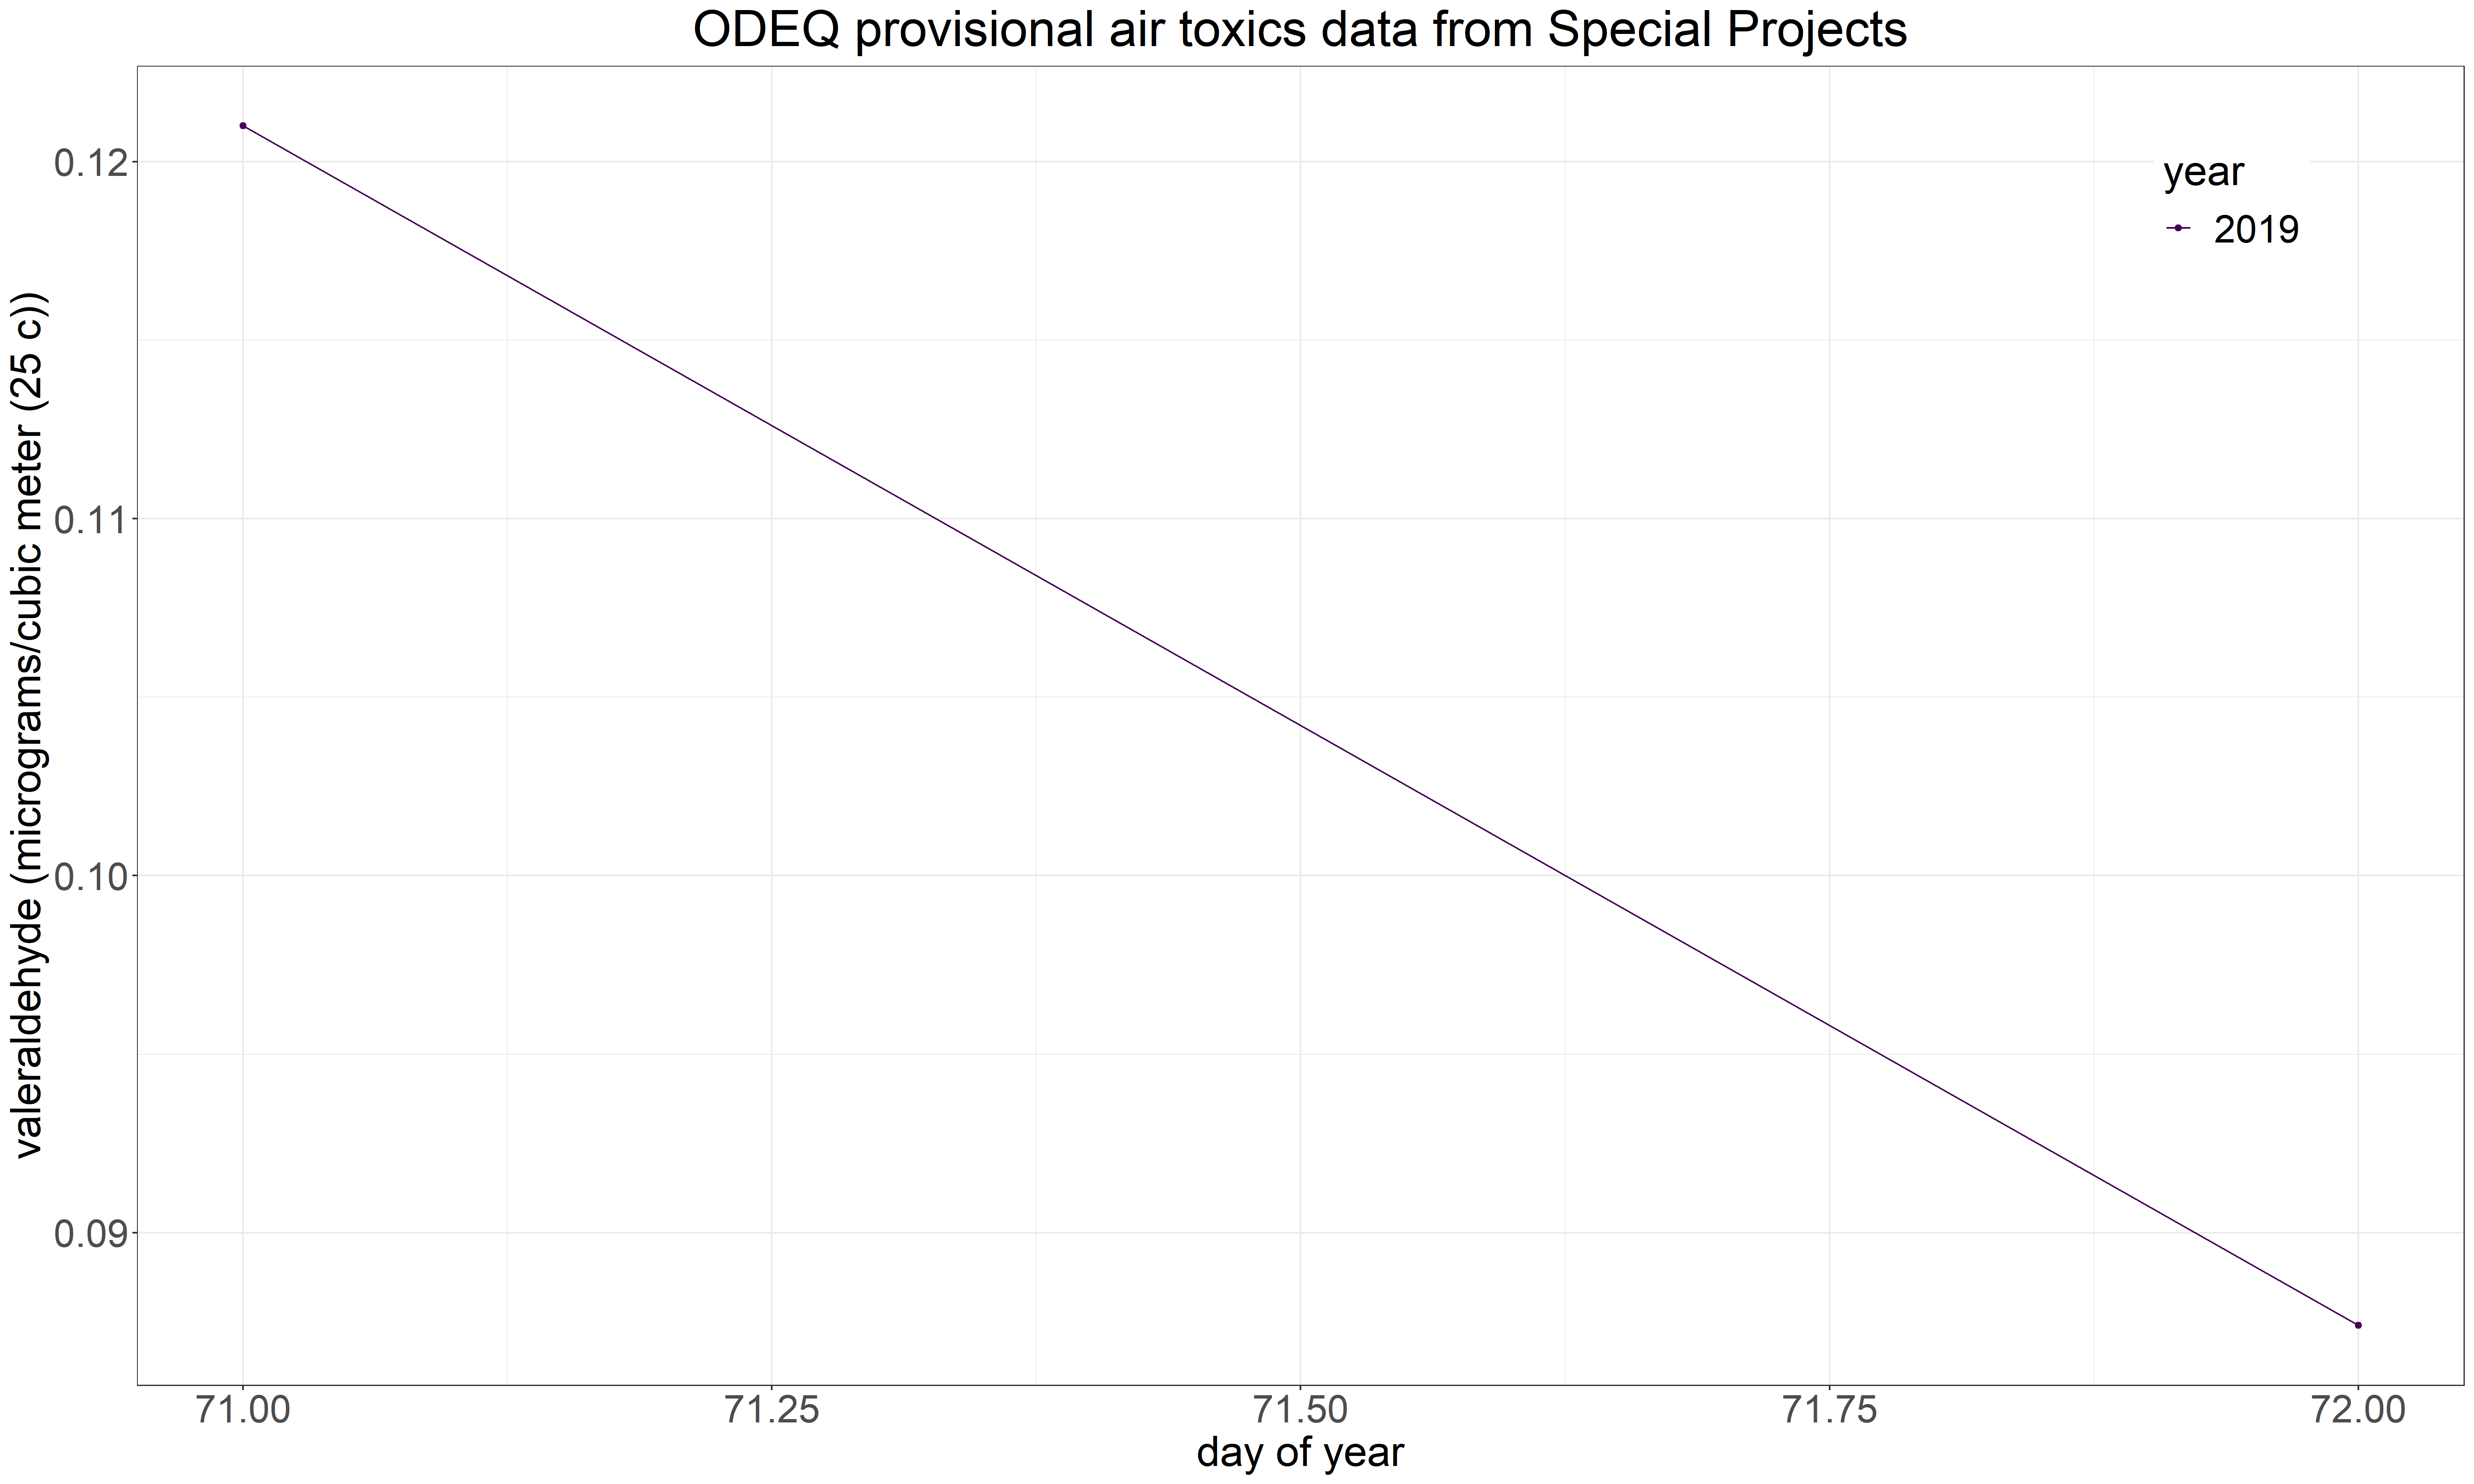 ODEQ provisional air toxics data from Special Projects
valeraldehyde (micrograms/cubic meter (25 c))
0.12
0.11
0.10
0.09
year
2019
71.00
71.25
71.50
71.75
72.00
day of year